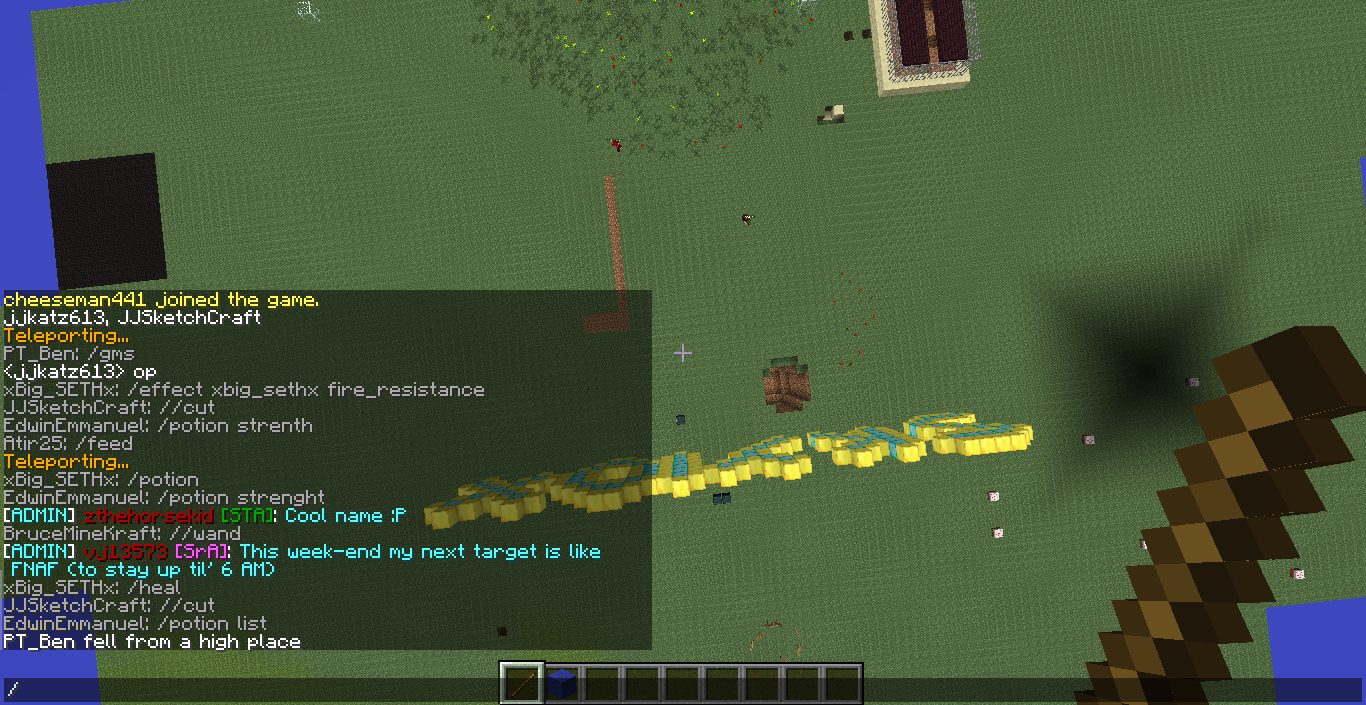 cheeseman441 joined the game.
jjkatz613, JJSketchCraft
Teleporting...
PT_Ben: /gms
<jjkatz613> op
xBig_SETHx: /effect xbig_sethx fire_resistance
JJSketchCraft: //cut
EdwinEmmanuel: /potion strenth
Atir25: /feed
Teleporting...
xBig_SETHx: /potion
EdwinEmmanuel: /potion strenght
[ADMIN] zthehorsekid [STA]: Cool name :P
BruceMineKraft: //wand
[ADMIN] vj13573 [SrA]: This week-end my next target is like
FNAF (to stay up til' 6 AM)
xBig_SETHx: /heal
JJSketchCraft: //cut
EdwinEmmanuel: /potion list
PT_Ben fell from a high place
/